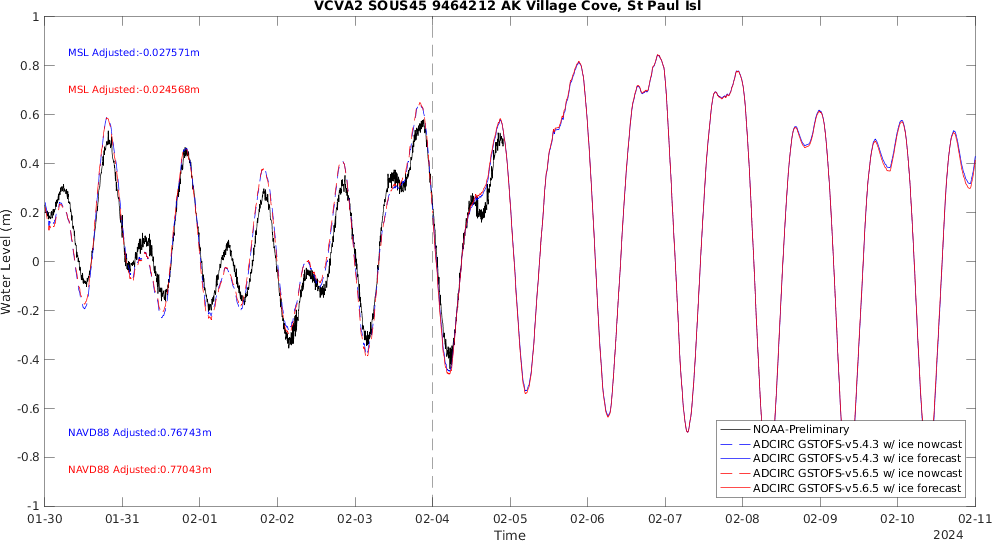 VCVA2 SOUS45 9464212 AK Village Cove, St Paul Isl
1
0.8
0.6
0.4
0.2
0
-0.2
-0.4
-0.6
-0.8
-1
Water Level (m)
MSL Adjusted:-0.027571m
MSL Adjusted:-0.024568m
NAVD88 Adjusted:0.76743m
NAVD88 Adjusted:0.77043m
NOAA-Preliminary
ADCIRC GSTOFS-v5.4.3 w/ ice nowcast
ADCIRC GSTOFS-v5.4.3 w/ ice forecast
ADCIRC GSTOFS-v5.6.5 w/ ice nowcast
ADCIRC GSTOFS-v5.6.5 w/ ice forecast
01-30 01-31 02-01 02-02 02-03 02-04 02-05 02-06 02-07 02-08 02-09 02-10 02-11
Time
2024